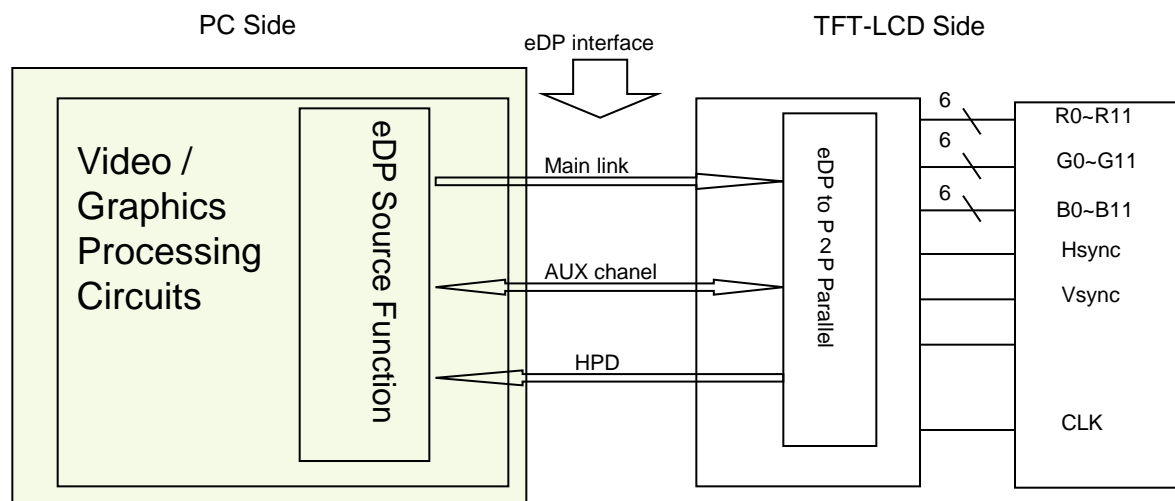 PC Side
TFT-LCD Side
eDP interface
Video /
Graphics
Processing
Circuits
eDP Source Function
Main link
AUX chanel
HPD
eDP to P2P Parallel
6
R0~R11
6
G0~G11
6
B0~B11
Hsync
Vsync
CLK